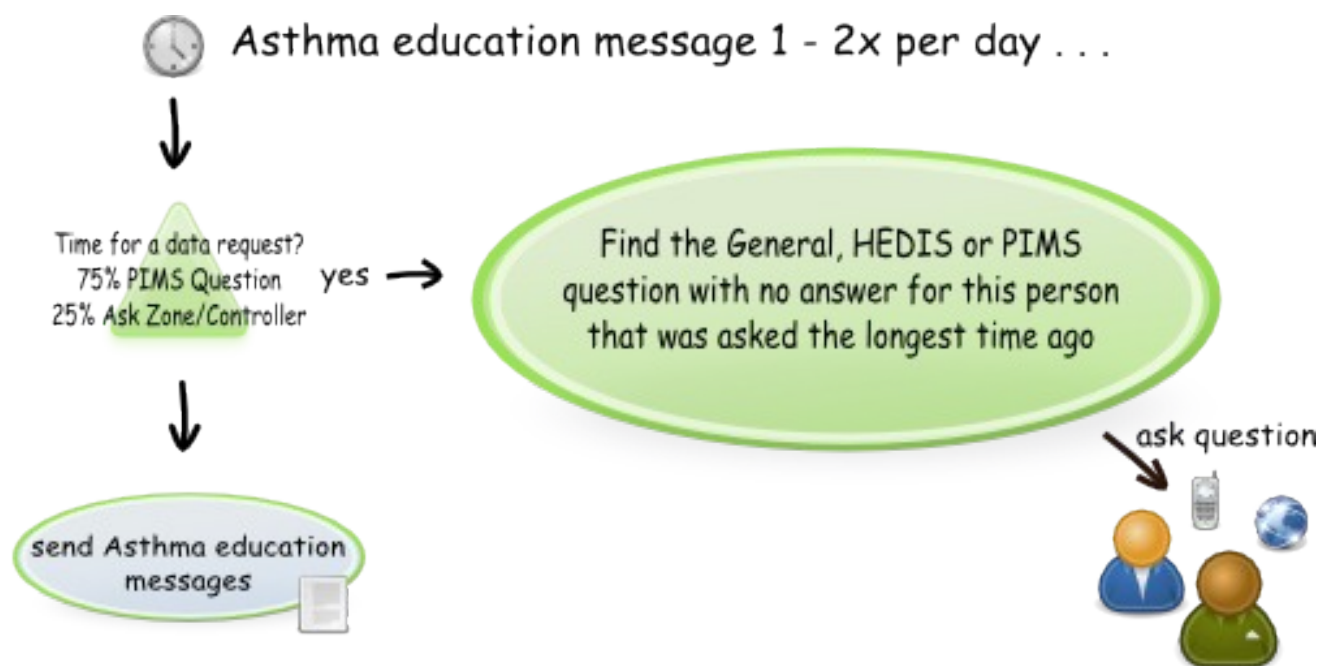 Asthma education message 1 - 2x per day . . .
Time for a data request?
75% PIMS Question
25% Ask Zone/Controller
yes
Find the General, HEDIS or PIMS
question with no answer for this person
that was asked the longest time ago
ask question
send Asthma education
messages